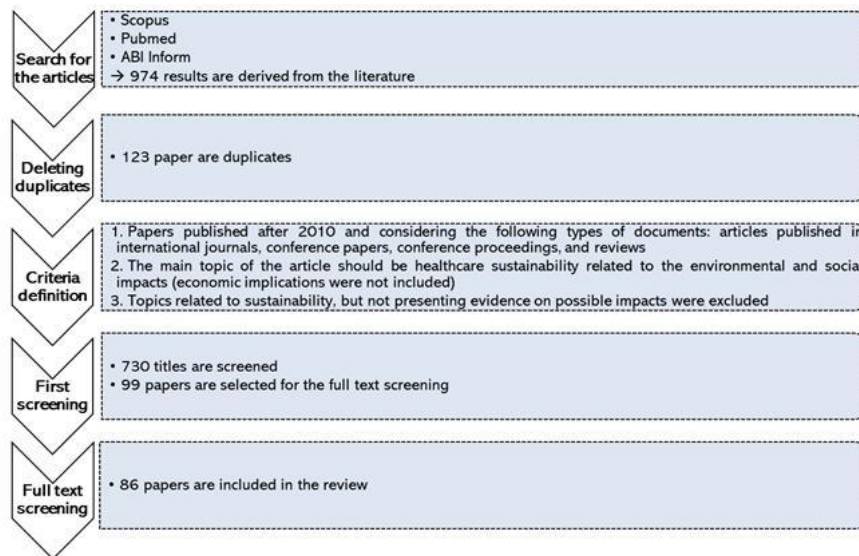 Search for
the articles
• Scopus
• Pubmed
• ABI Inform
→ 974 results are derived from the literature
Deleting
duplicates
• 123 paper are duplicates
Criteria
definition
1. Papers published after 2010 and considering the following types of documents: articles published in
international journals, conference papers, conference proceedings, and reviews
2. The main topic of the article should be healthcare sustainability related to the environmental and social
impacts (economic implications were not included)
3. Topics related to sustainability, but not presenting evidence on possible impacts were excluded
First
screening
• 730 titles are screened
• 99 papers are selected for the full text screening
Full text
screening
• 86 papers are included in the review